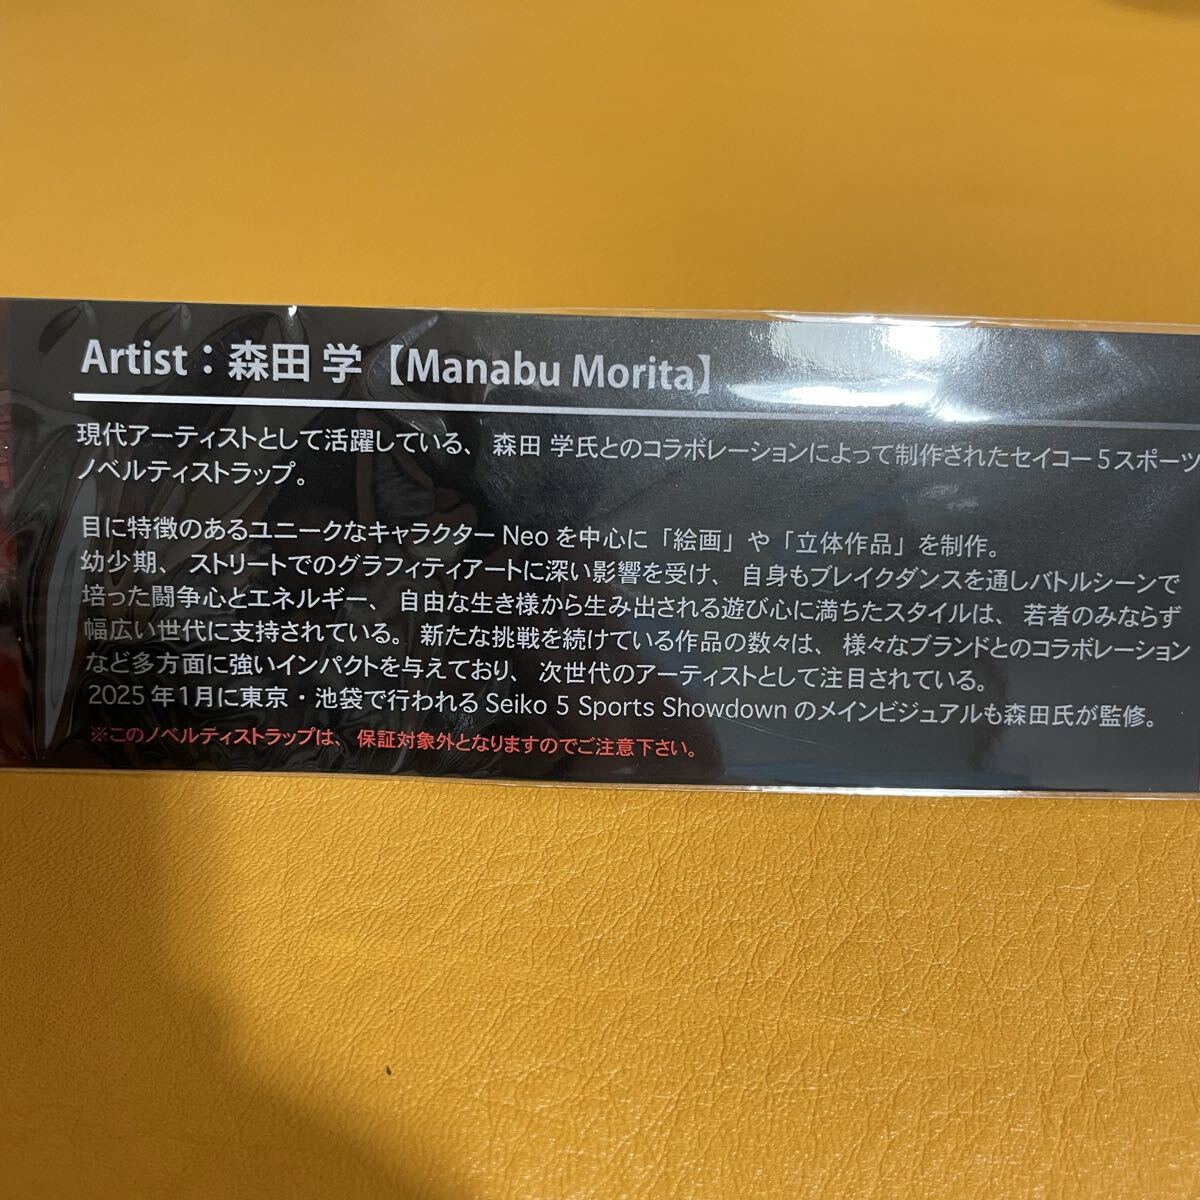 Artist：森田 学【Manabu Morita】
現代アーティストとして活躍している、森田 学氏とのコラボレーションによって制作されたセイコー5スポーツ
ノベルティストラップ。
目に特徴のあるユニークなキャラクター Neo を中心に「絵画」や「立体作品」を制作。
幼少期、ストリートでのグラフィティアートに深い影響を受け、自身もブレイクダンスを通しバトルシーンで
培った闘争心とエネルギー、自由な生き様から生み出される遊び心に満ちたスタイルは、若者のみならず
幅広い世代に支持されている。新たな挑戦を続けている作品の数々は、様々なブランドとのコラボレーション
など多方面に強いインパクトを与えており、次世代のアーティストとして注目されている。
2025 年1月に東京・池袋で行われる Seiko 5 Sports Showdown のメインビジュアルも森田氏が監修。
※このノベルティストラップは、保証対象外となりますのでご注意下さい。